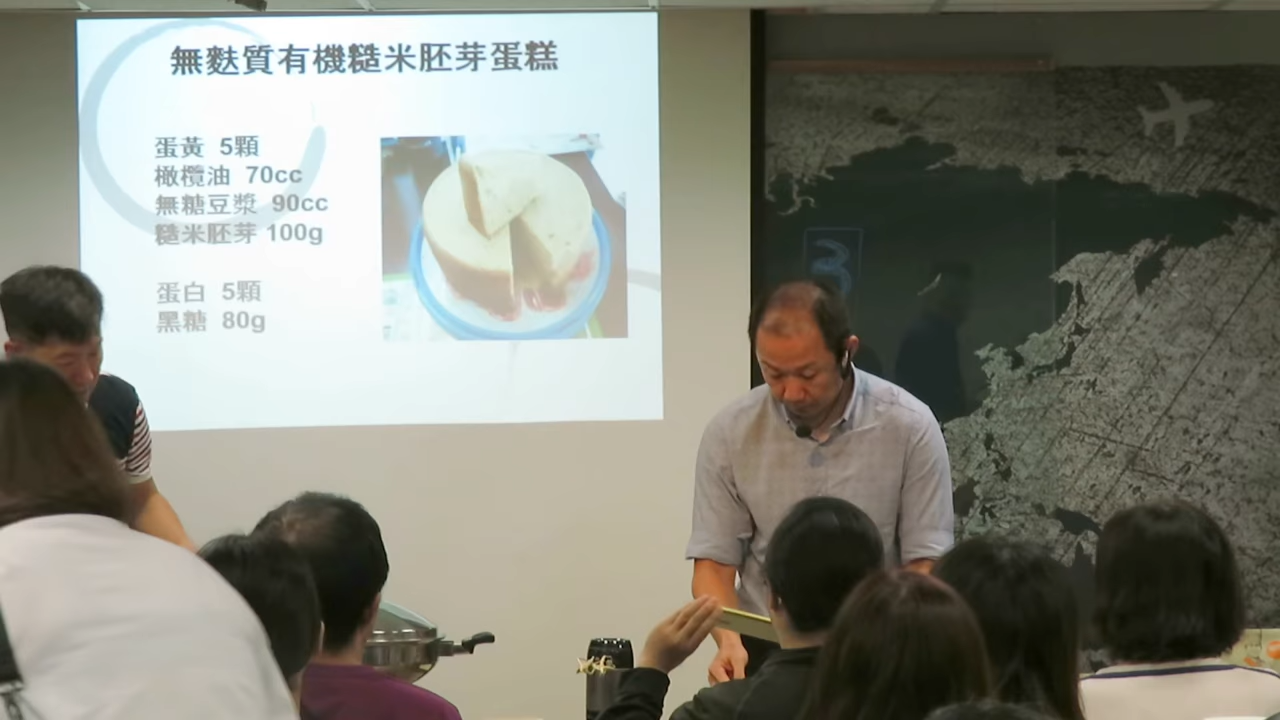 無麩質有機糙米胚芽蛋糕
蛋黃 5顆
橄欖油 70cc
無糖豆漿 90cc
糙米胚芽 100g
蛋白 5顆
黑糖 80g
3